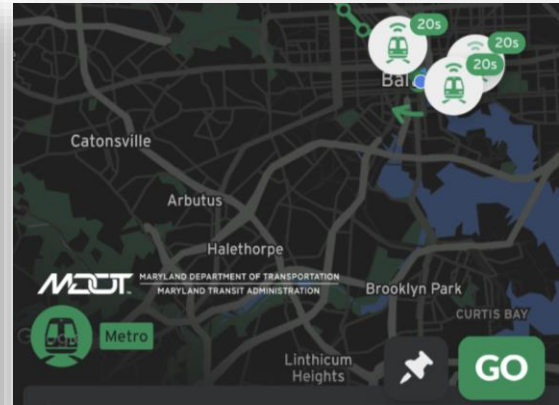 20s
20s
20s
Bal
Catonsville
Arbutus
Halethorpe
MDOT
MARYLAND DEPARTMENT OF TRANSPORTATION
MARYLAND TRANSIT ADMINISTRATION
Brooklyn Park
CURTIS BAY
Metro
Linthicum
Heights
GO